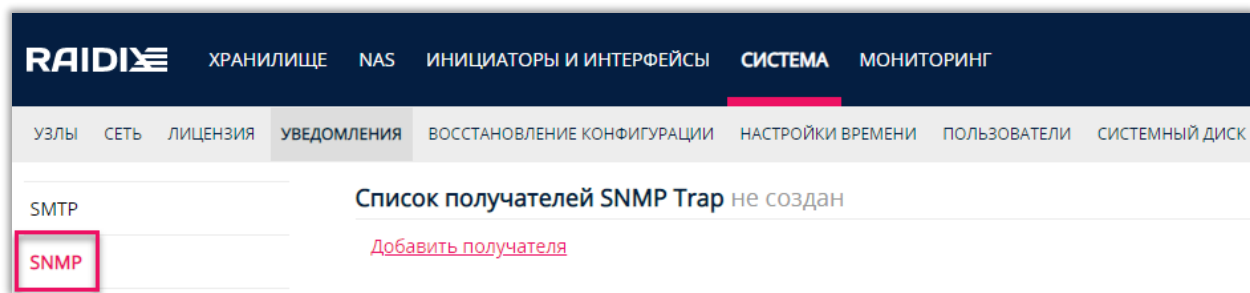 RAIDIX ХРАНИЛИЩЕ NAS ИНИЦИАТОРЫ И ИНТЕРФЕЙСЫ СИСТЕМА МОНИТОРИНГ
УЗЛЫ СЕТЬ ЛИЦЕНЗИЯ УВЕДОМЛЕНИЯ ВОССТАНОВЛЕНИЕ КОНФИГУРАЦИИ НАСТРОЙКИ ВРЕМЕНИ ПОЛЬЗОВАТЕЛИ СИСТЕМНЫЙ ДИСК
SMTP
SNMP
Список получателей SNMP Trap не создан
Добавить получателя